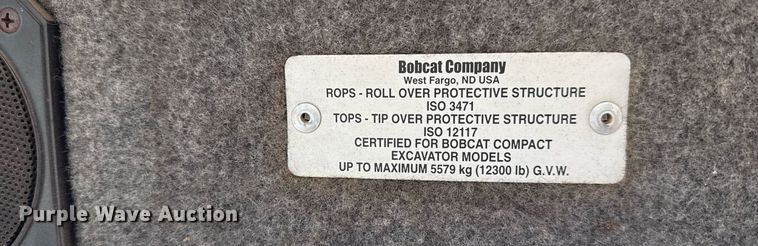 Bobcat Company
West Fargo, ND USA
ROPS - ROLL OVER PROTECTIVE STRUCTURE
ISO 3471
TOPS - TIP OVER PROTECTIVE STRUCTURE
ISO 12117
CERTIFIED FOR BOBCAT COMPACT
EXCAVATOR MODELS
UP TO MAXIMUM 5579 kg (12300 lb) G.V.W.
Purple Wave Auction